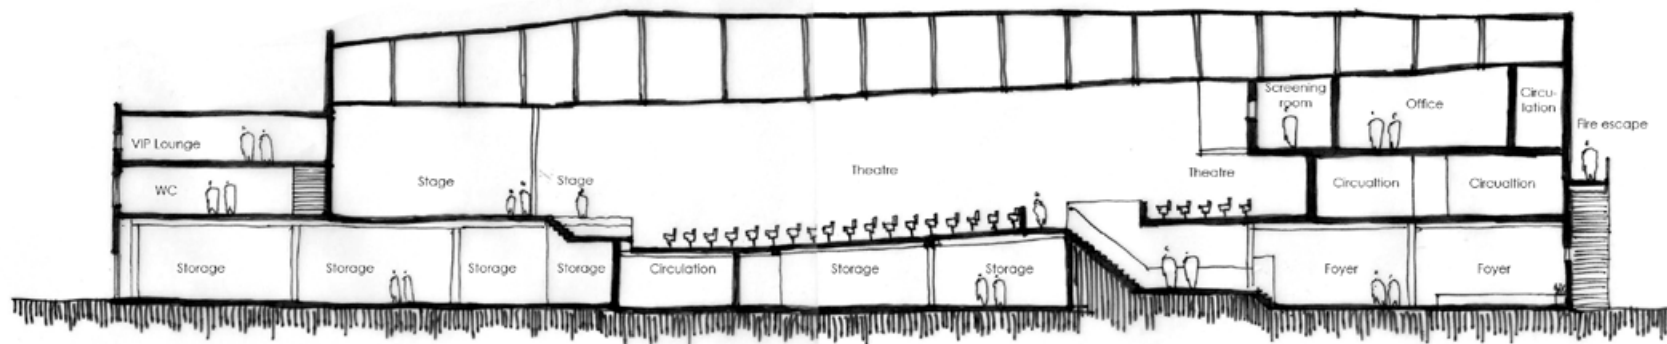 Screening
room
Office
Circu-
lation
Fire escape
VIP Lounge
WC
Stage
Stage
Theatre
Theatre
Circualtion
Circualtion
Storage
Storage
Storage
Storage
Circulation
Storage
Storage
Foyer
Foyer